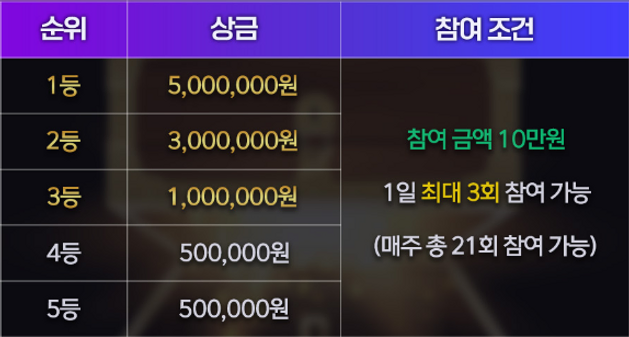 순위 상금 참여 조건
1등 5,000,000원
2등 3,000,000원
3등 1,000,000원
4등 500,000원
5등 500,000원
참여 금액 10만원
1일 최대 3회 참여 가능
(매주 총 21회 참여 가능)